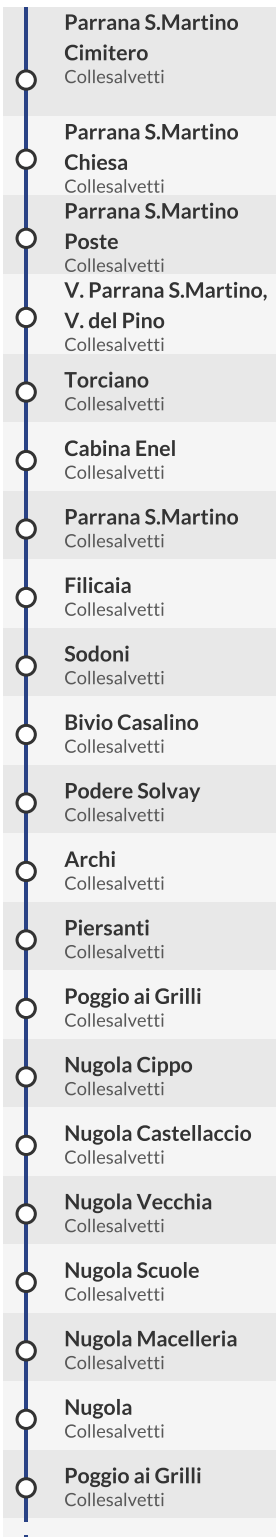 Parrana S.Martino
Cimitero
Collesalvetti
Parrana S.Martino
Chiesa
Collesalvetti
Parrana S.Martino
Poste
Collesalvetti
V. Parrana S.Martino,
V. del Pino
Collesalvetti
Torciano
Collesalvetti
Cabina Enel
Collesalvetti
Parrana S.Martino
Collesalvetti
Filicaia
Collesalvetti
Sodoni
Collesalvetti
Bivio Casalino
Collesalvetti
Podere Solvay
Collesalvetti
Archi
Collesalvetti
Piersanti
Collesalvetti
Poggio ai Grilli
Collesalvetti
Nugola Cippo
Collesalvetti
Nugola Castellaccio
Collesalvetti
Nugola Vecchia
Collesalvetti
Nugola Scuole
Collesalvetti
Nugola Macelleria
Collesalvetti
Nugola
Collesalvetti
Poggio ai Grilli
Collesalvetti